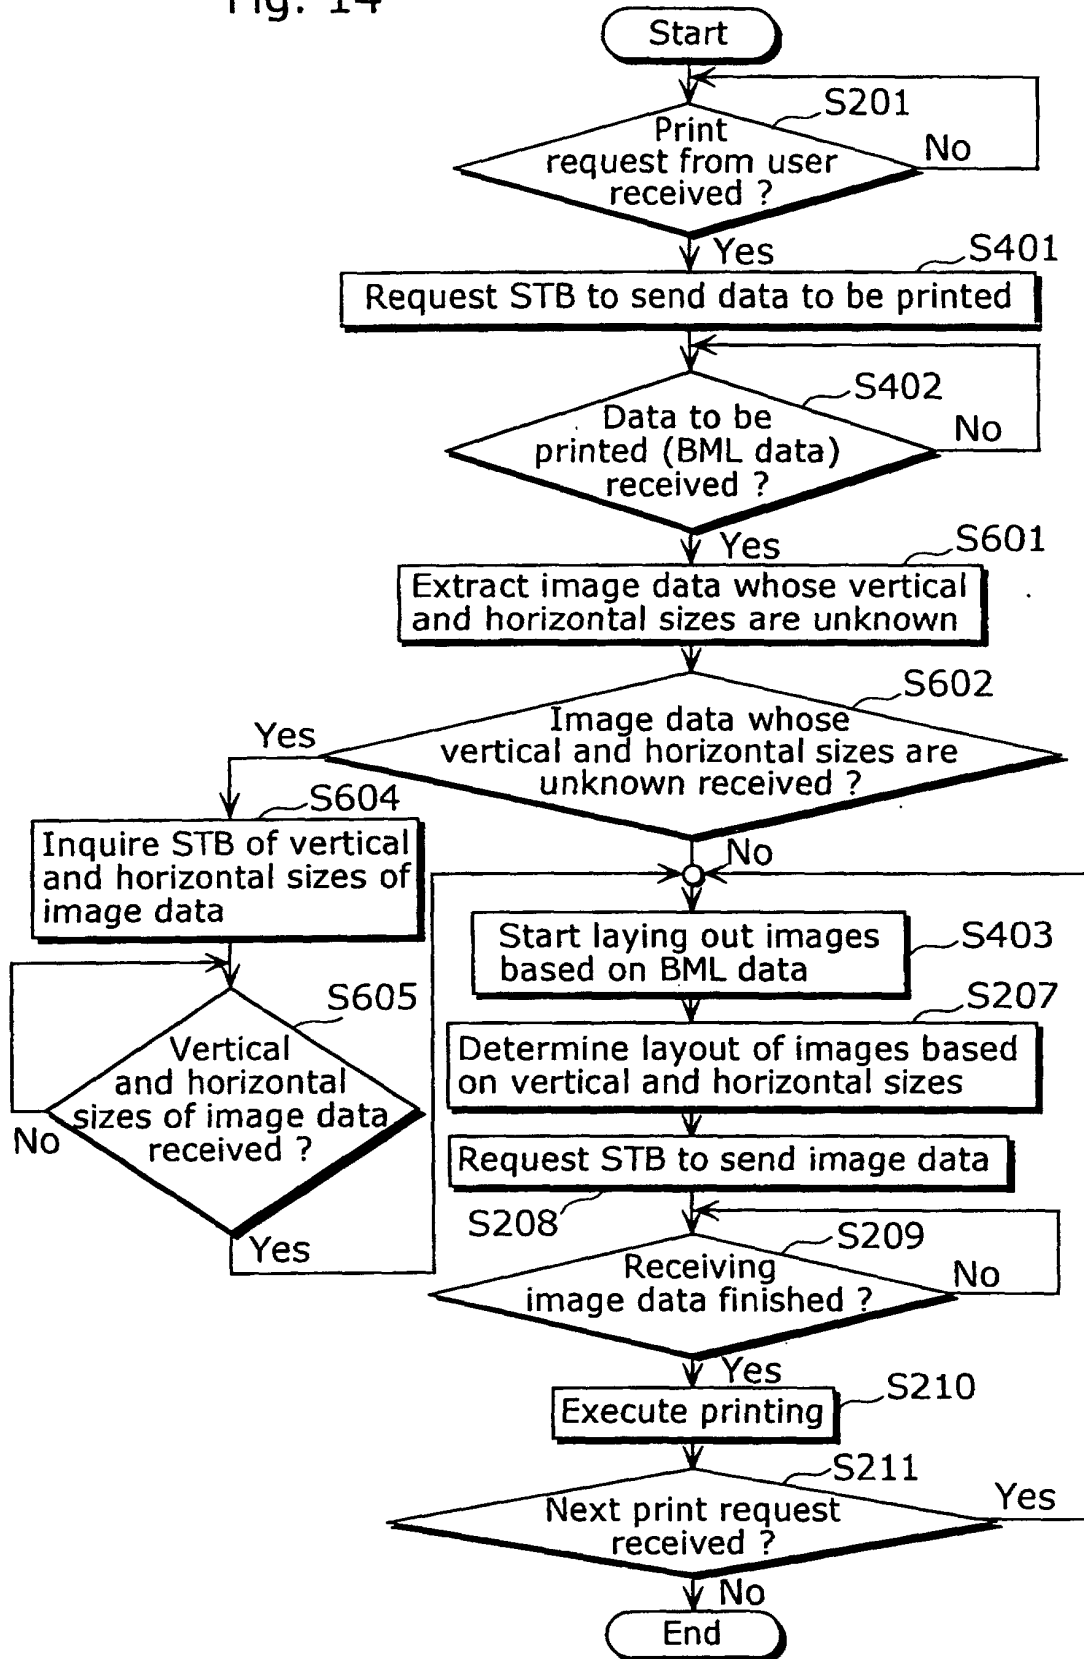 Fig. 14
Start
S201
Print
request from user
received ?
No
Yes
S401
Request STB to send data to be printed
S402
Data to be
printed (BML data)
received ?
No
Yes
S601
Extract image data whose vertical
and horizontal sizes are unknown
S602
Image data whose
vertical and horizontal sizes are
unknown received ?
Yes
No
S604
Inquire STB of vertical
and horizontal sizes of
image data
S605
Vertical
and horizontal
sizes of image data
received ?
No
Yes
Start laying out images
based on BML data
S403
S207
Determine layout of images based
on vertical and horizontal sizes
Request STB to send image data
S208
S209
Receiving
image data finished ?
No
Yes
S210
Execute printing
S211
Next print request
received ?
Yes
No
End